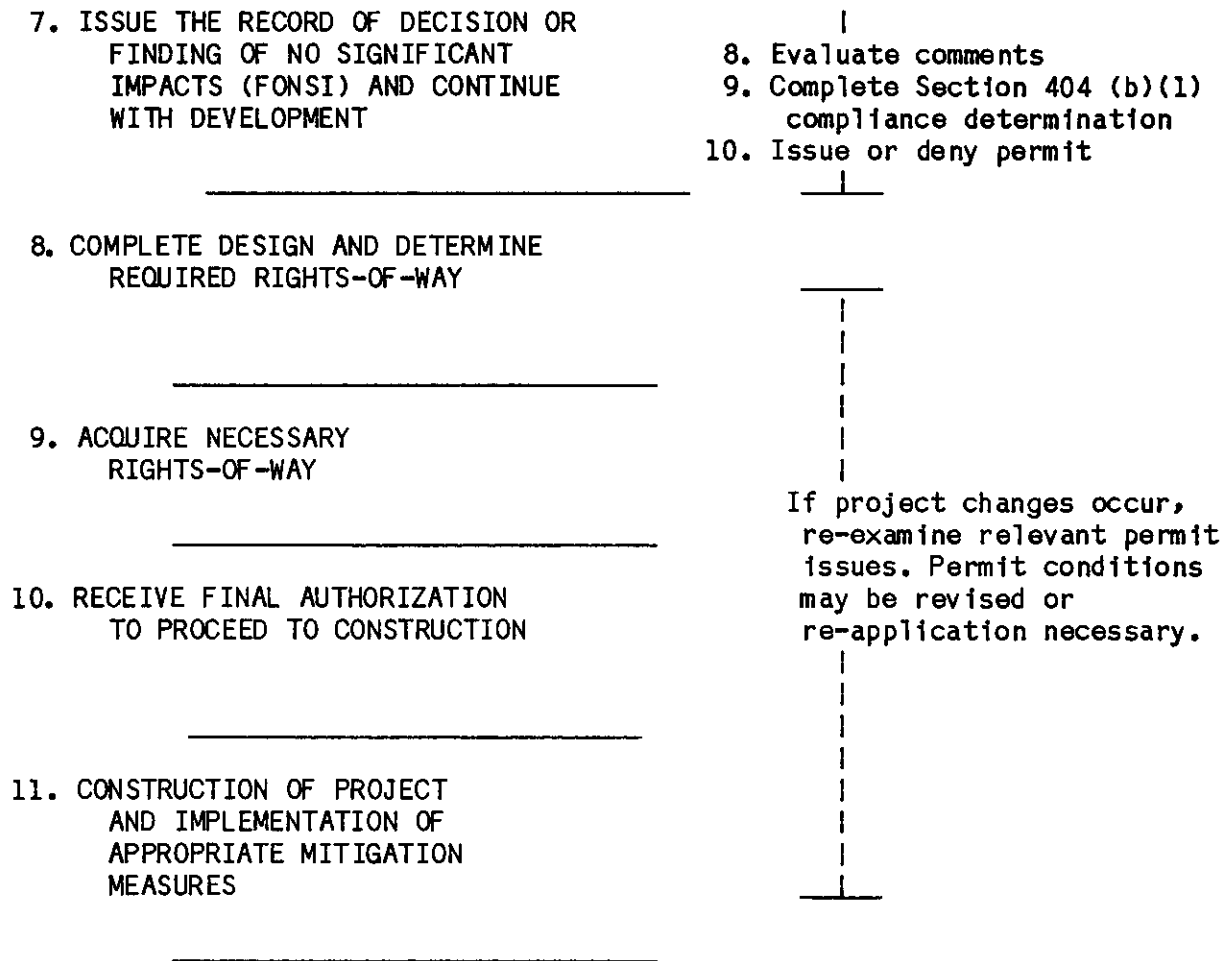 7. ISSUE THE RECORD OF DECISION OR
FINDING OF NO SIGNIFICANT
IMPACTS (FONSI) AND CONTINUE
WITH DEVELOPMENT
8. Evaluate comments
9. Complete Section 404 (b)(1)
compliance determination
10. Issue or deny permit
8. COMPLETE DESIGN AND DETERMINE
REQUIRED RIGHTS-OF-WAY
9. ACQUIRE NECESSARY
RIGHTS-OF-WAY
If project changes occur,
re-examine relevant permit
issues. Permit conditions
may be revised or
re-application necessary.
10. RECEIVE FINAL AUTHORIZATION
TO PROCEED TO CONSTRUCTION
11. CONSTRUCTION OF PROJECT
AND IMPLEMENTATION OF
APPROPRIATE MITIGATION
MEASURES